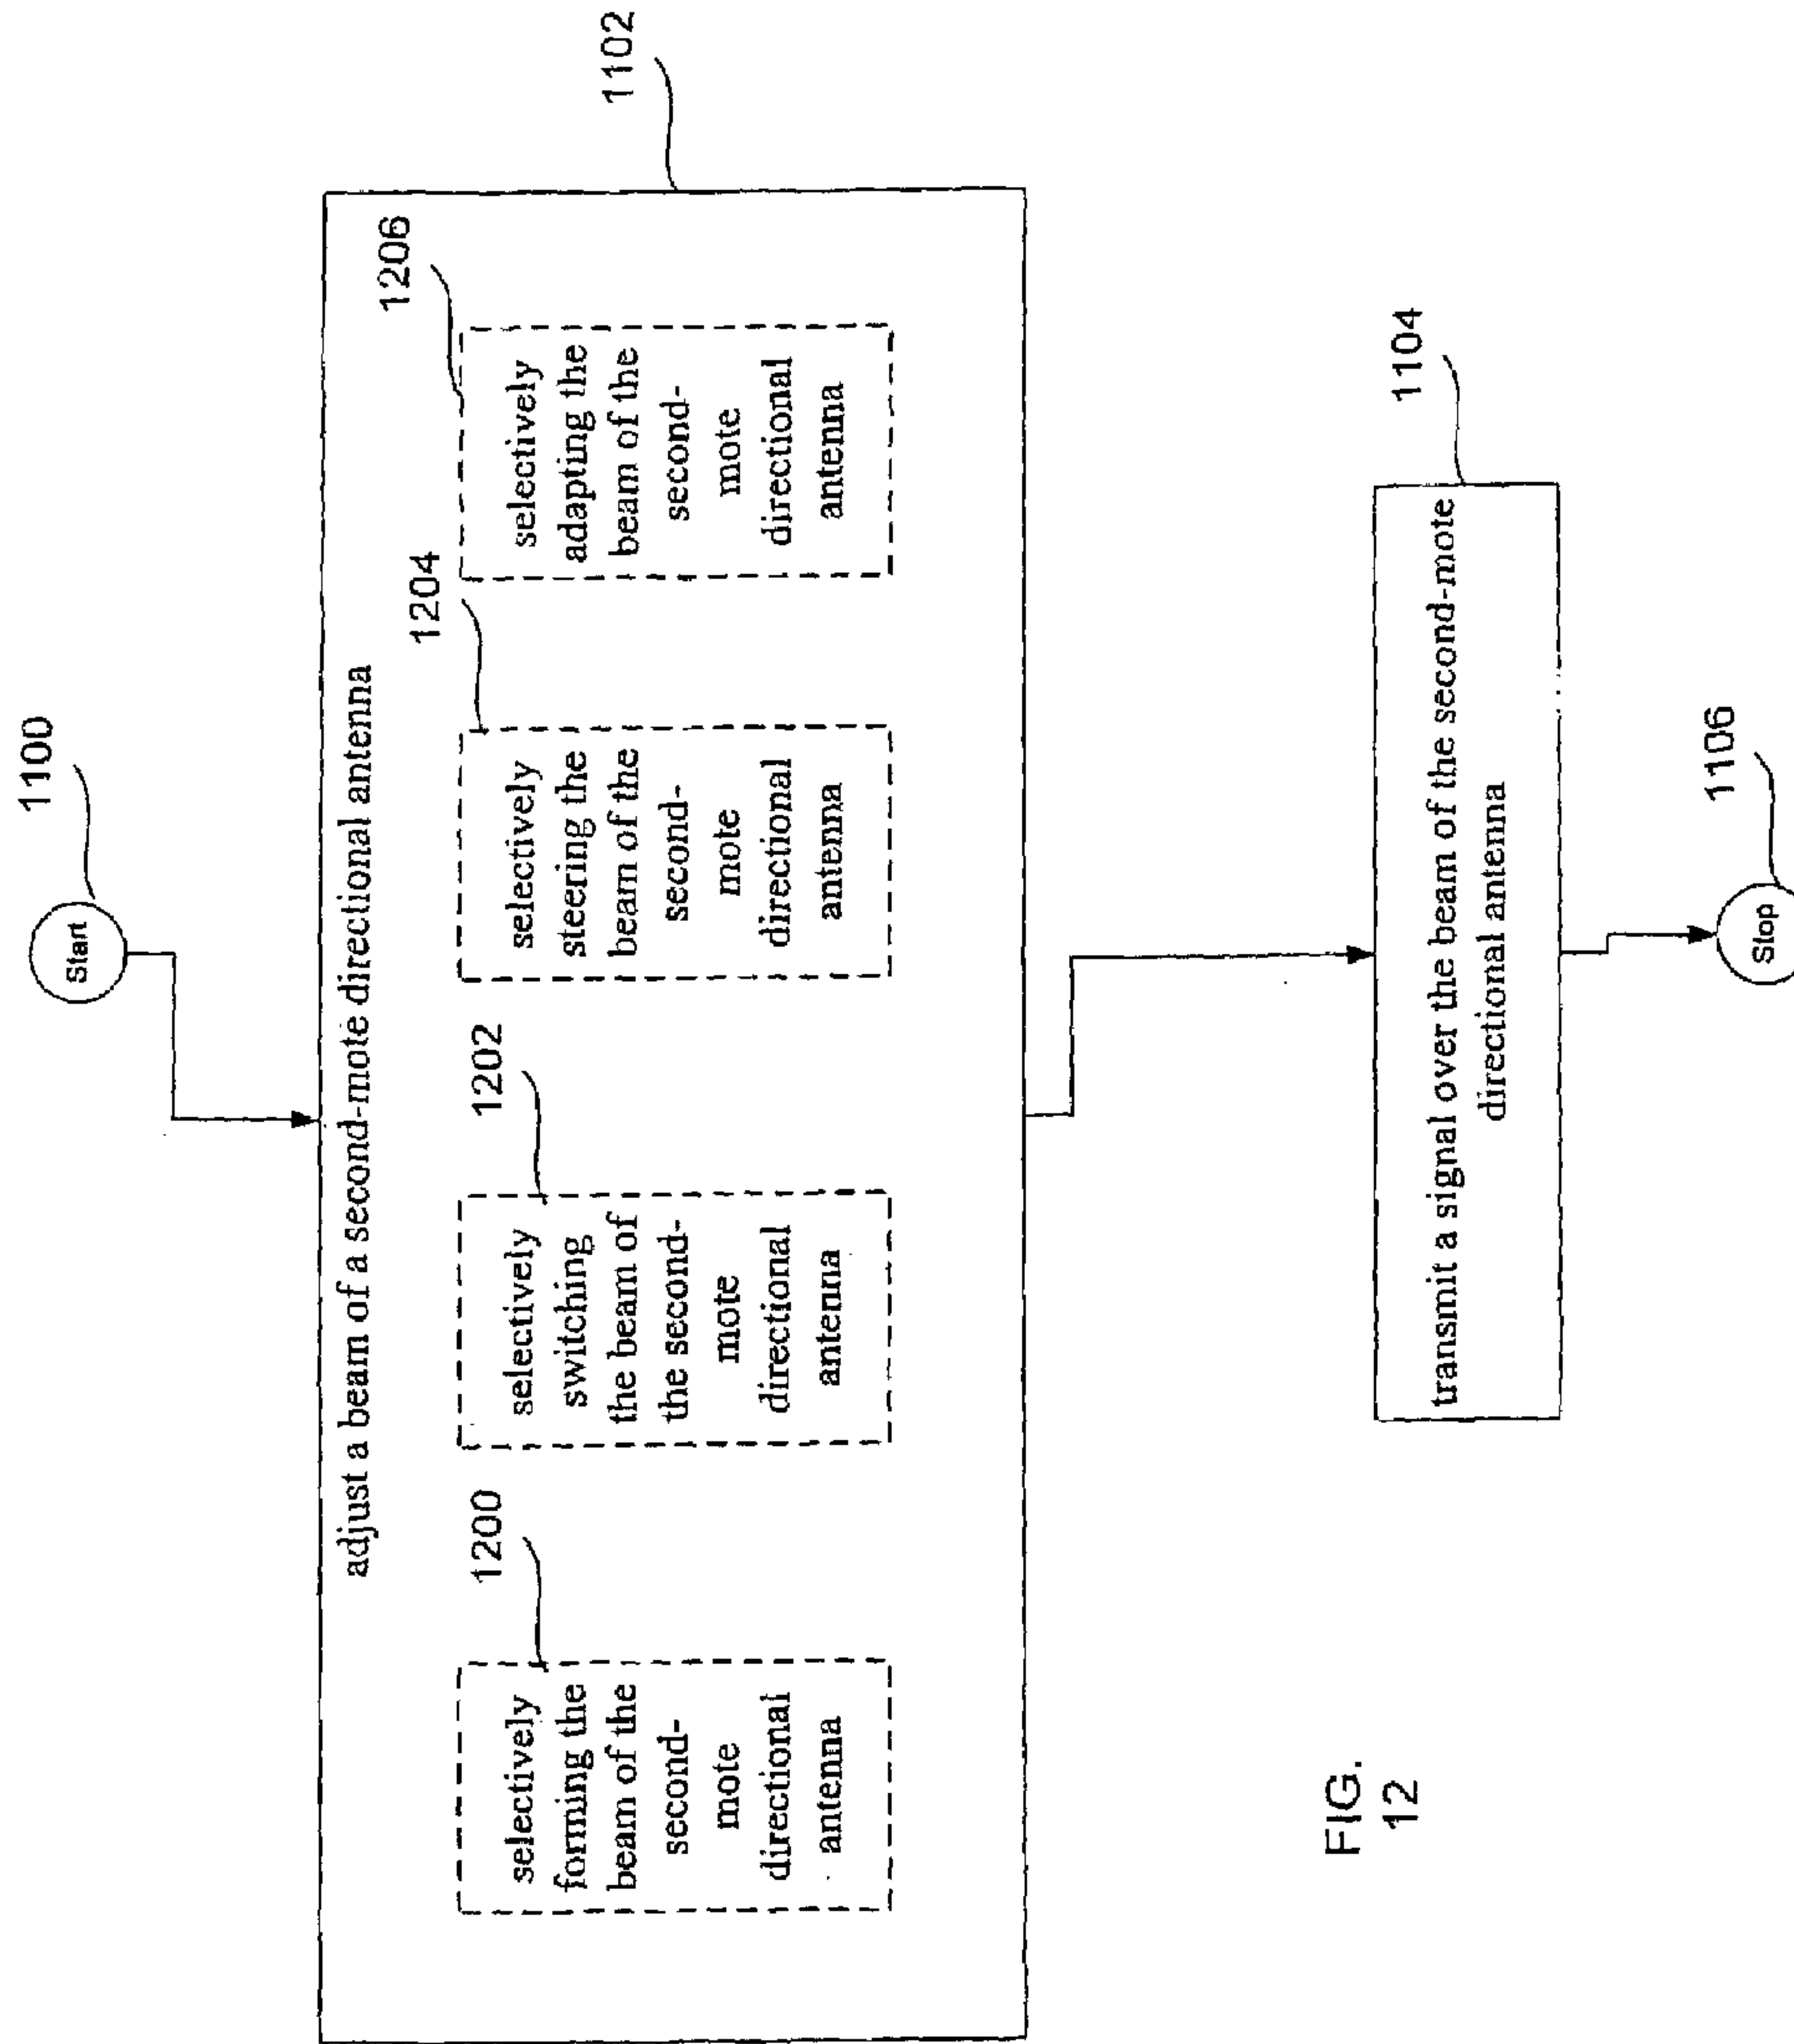 1100
Start
adjust a beam of a second-mote directional antenna
1102
1200
selectively
forming the
beam of the
second-
mote
directional
antenna
1202
selectively
switching
the beam of
the second-
mote
directional
antenna
1204
selectively
steering the
beam of the
second-
mote
directional
antenna
1206
selectively
adapting the
beam of the
second-
mote
directional
antenna
1104
transmit a signal over the beam of the second-mote
directional antenna
1106
Stop
FIG.
12